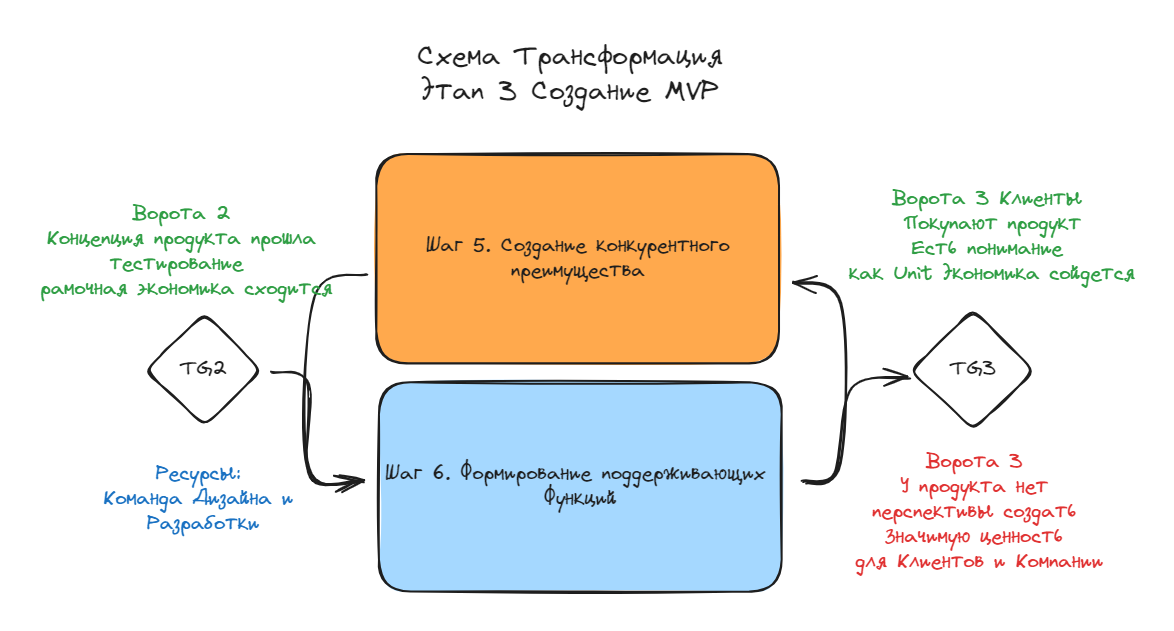 Схема Трансформация
Этап 3 Создание MVP
Ворота 2
Концепция продукта прошла
Тестирование
рамочная экономика сходится
TG2
Ресурсы:
Команда Дизайна и
Разработки
Шаг 5. Создание конкурентного
преимущества
Шаг 6. Формирование поддерживающих
Функций
Ворота 3 Клиенты
Покупают продукт
Есть понимание
как Unit Экономика сойдется
TG3
Ворота 3
У продукта нет
перспективы создать
Значимую ценность
для Клиентов и Компании